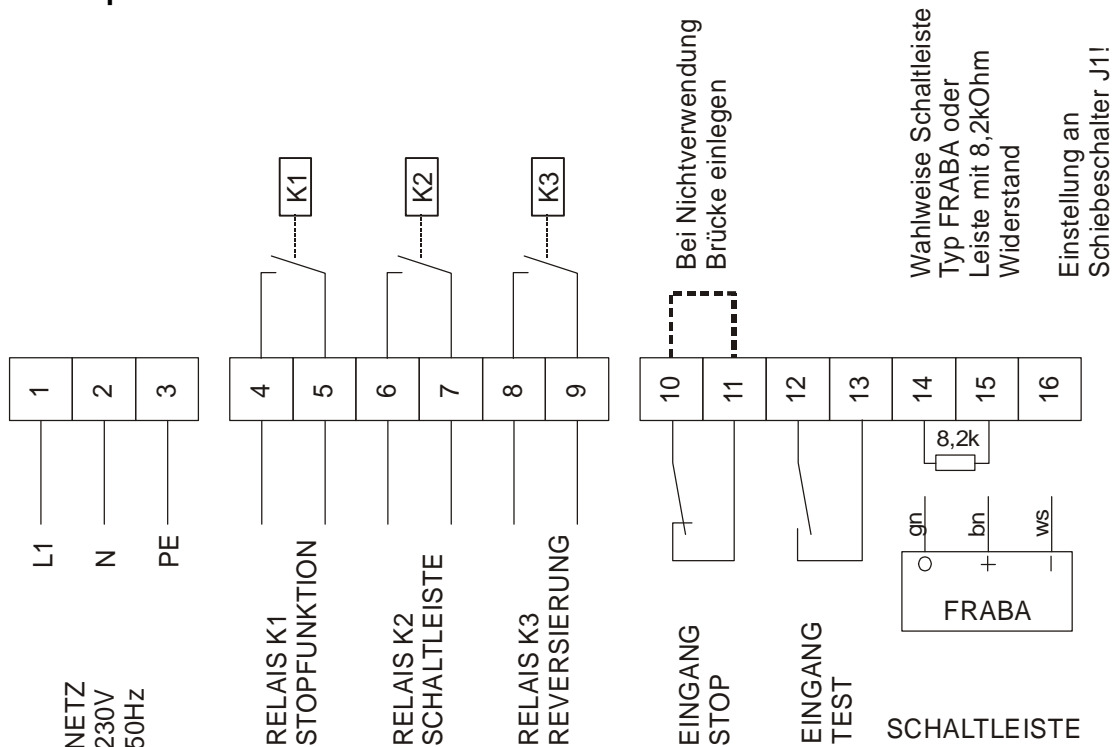 K1
K2
K3
Bei Nichtverwendung
Brücke einlegen
Wahlweise Schaltleiste
Typ FRABA oder
Leiste mit 8,2kOhm
Widerstand
Einstellung an
Schiebeschalter J1!
1
2
3
4
5
6
7
8
9
10
11
12
13
14
15
16
8,2k
L1
N
PE
gn
bn
ws
O
+
–
FRABA
NETZ
230V
50Hz
RELAIS K1
STOPFUNKTION
RELAIS K2
SCHALTLEISTE
RELAIS K3
REVERSIERUNG
EINGANG
STOP
EINGANG
TEST
SCHALTLEISTE